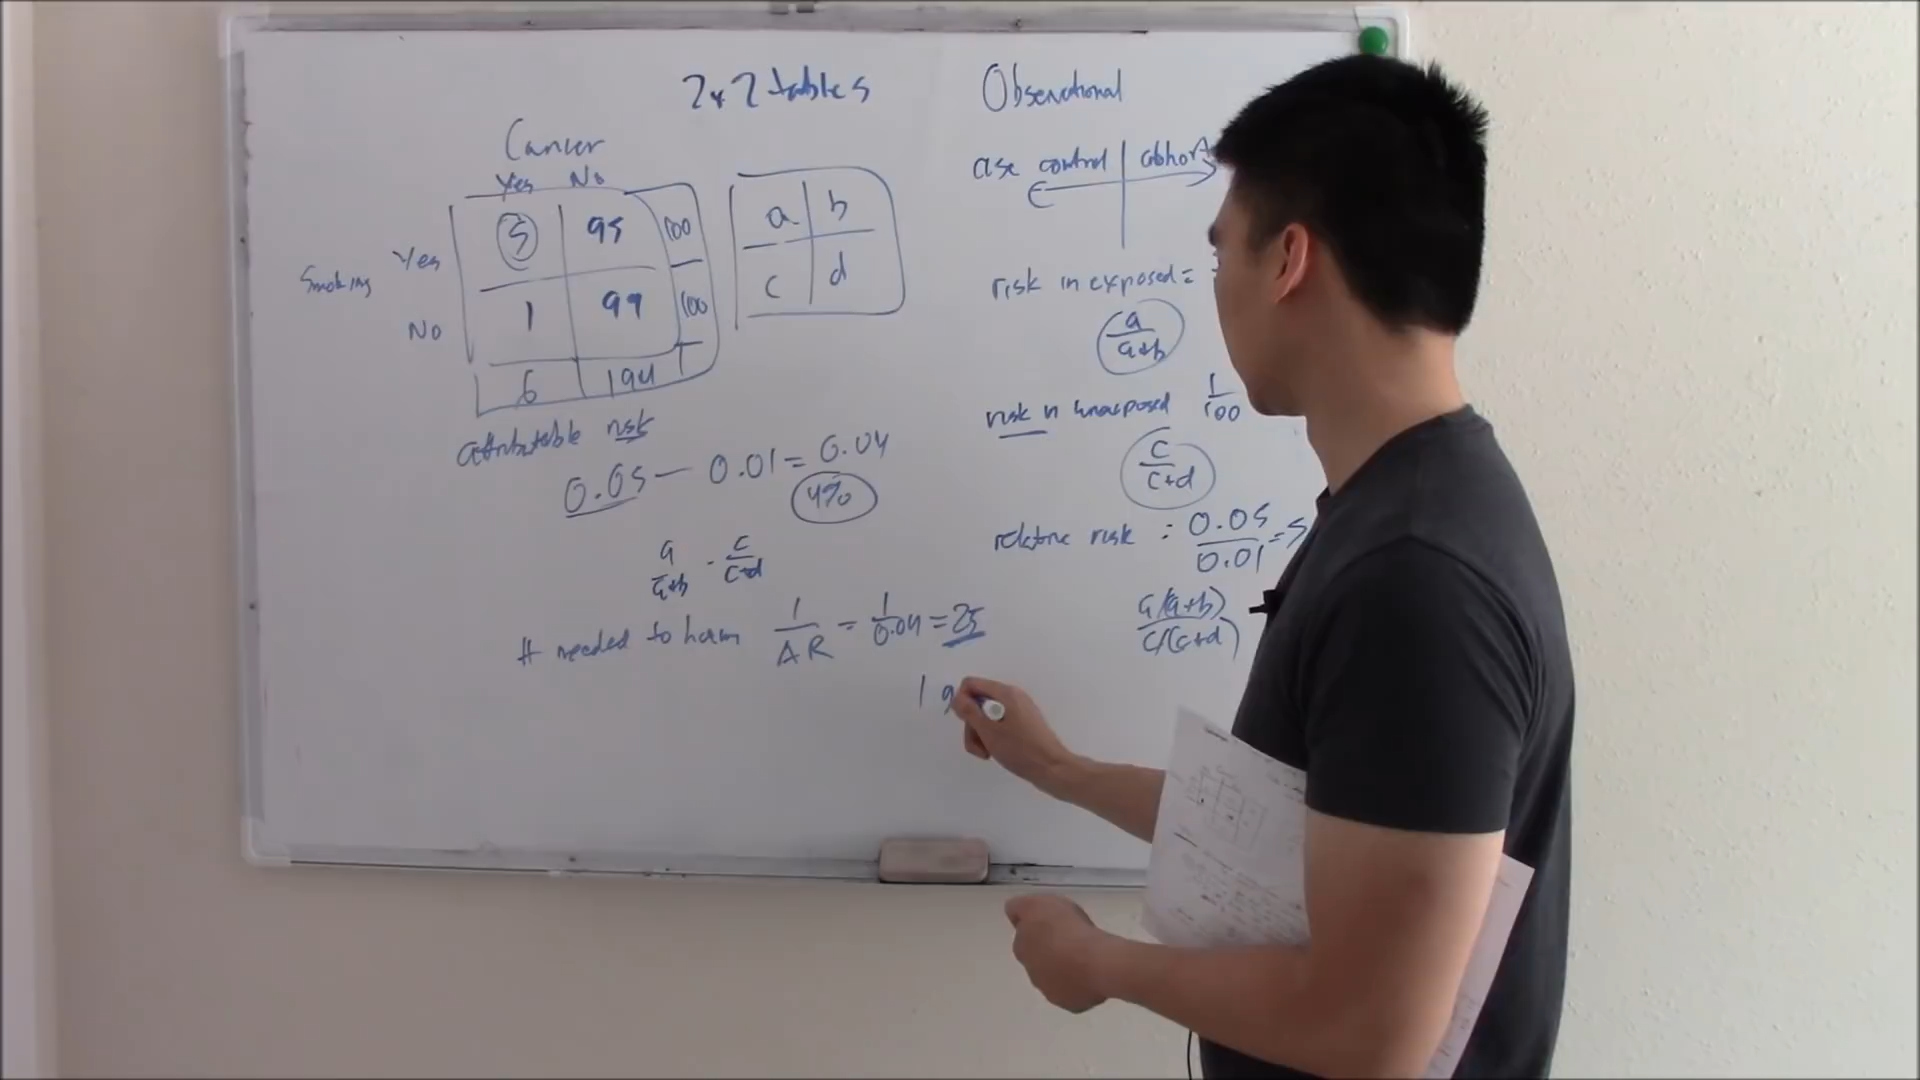 2x2 tables
Cancer
Yes No
Smoking Yes 5 95 100
No 1 99 100
6 194
a b
c d
attributable risk
0.05 - 0.01 = 0.04
4%
a/a+b - c/c+d
# needed to harm 1/AR = 1/0.04 = 25
1
Observational
case control cohort
risk in exposed =
a/a+b
risk in unexposed 1/100
c/c+d
relative risk : 0.05/0.01 = 5
a/(a+b)
c/(c+d)